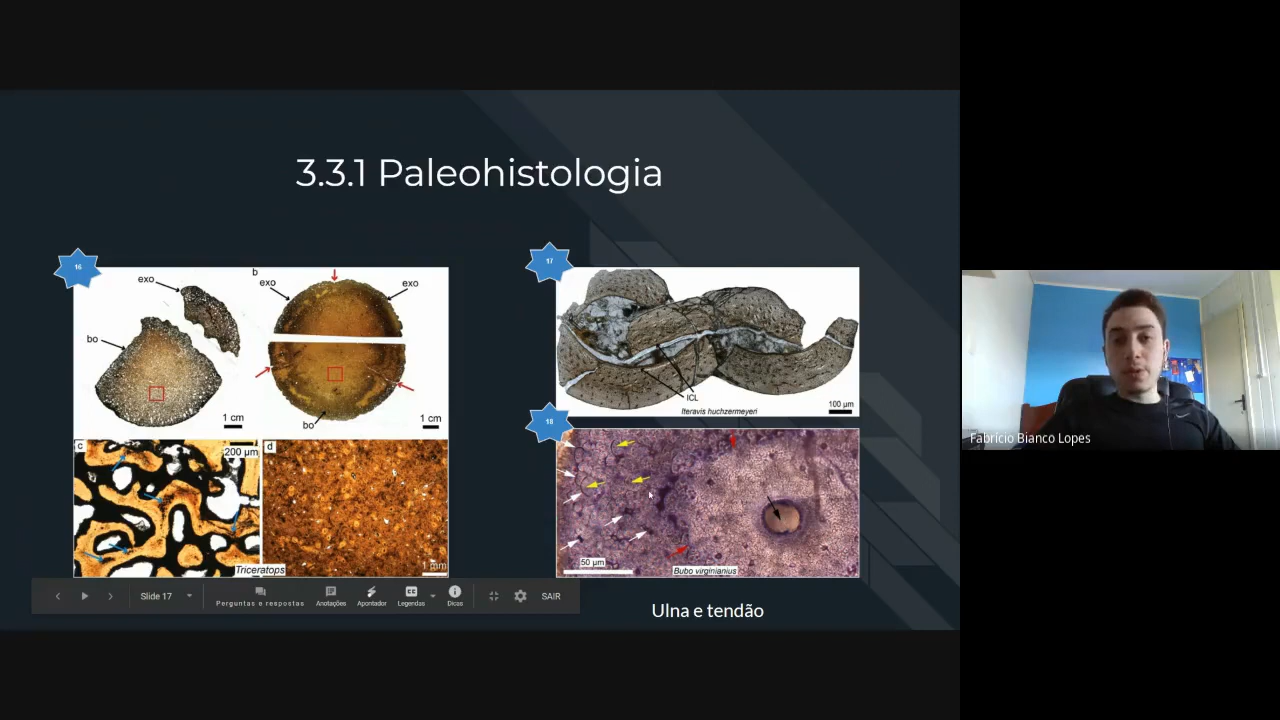 3.3.1 Paleohistologia
16
exo
b
exo
exo
bo
bo
1 cm
1 cm
c
200 µm
d
Triceratops
1 mm
17
ICL
Iteravis huchzermeyeri
100 µm
18
50 µm
Bubo virginianius
Ulna e tendão
Slide 17
Perguntas e respostas
Anotações
Apontador
Legendas
Dicas
SAIR
Fabrício Bianco Lopes